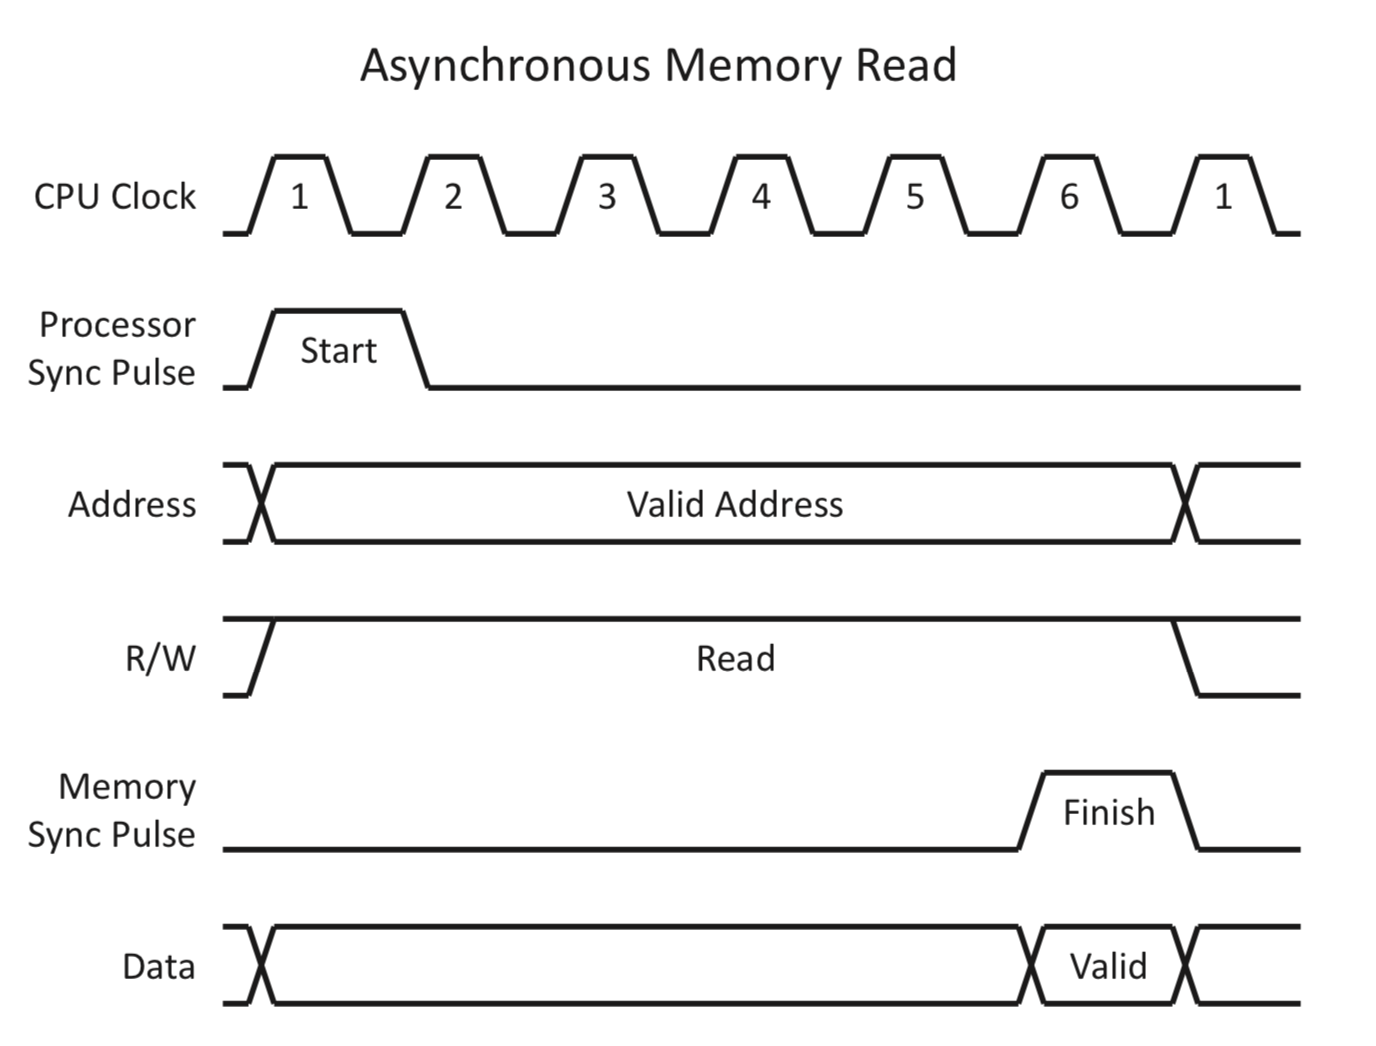 Asynchronous Memory Read
CPU Clock 1 2 3 4 5 6 1
Processor
Sync Pulse
Start
Address Valid Address
R/W Read
Memory
Sync Pulse
Finish
Data Valid